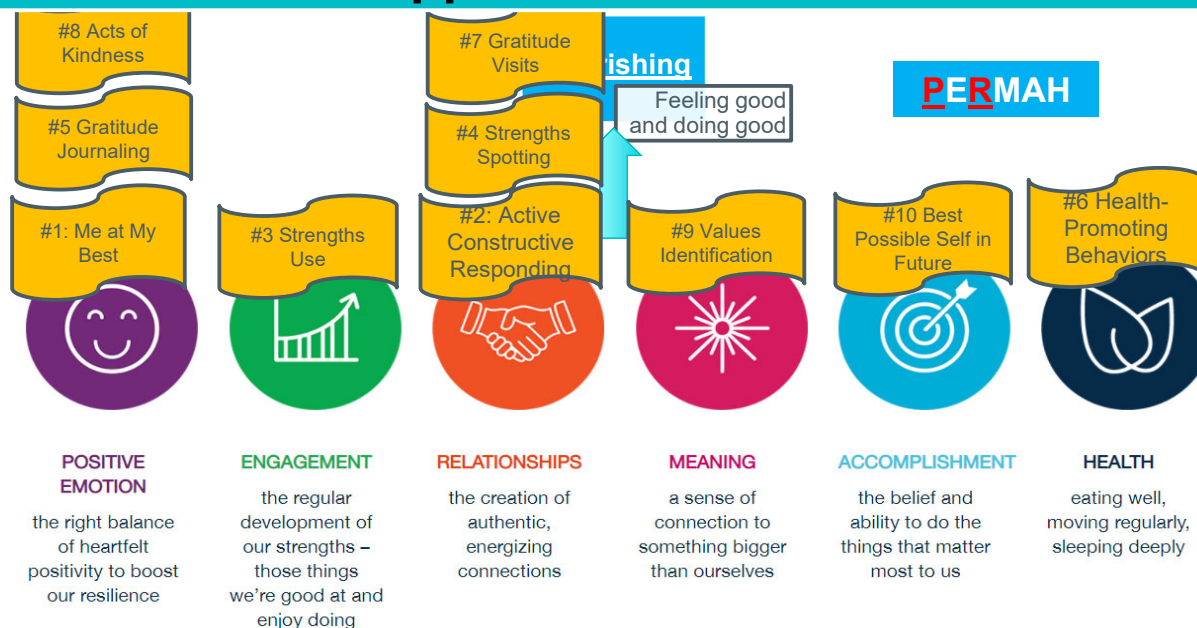 #8 Acts of
Kindness
#7 Gratitude
Visits
Feeling good
and doing good
PERMAH
#5 Gratitude
Journaling
#4 Strengths
Spotting
#1: Me at My
Best
#3 Strengths
Use
#2: Active
Constructive
Responding
#9 Values
Identification
#10 Best
Possible Self in
Future
#6 Health-
Promoting
Behaviors
POSITIVE
EMOTION
the right balance
of heartfelt
positivity to boost
our resilience
ENGAGEMENT
the regular
development of
our strengths –
those things
we're good at and
enjoy doing
RELATIONSHIPS
the creation of
authentic,
energizing
connections
MEANING
a sense of
connection to
something bigger
than ourselves
ACCOMPLISHMENT
the belief and
ability to do the
things that matter
most to us
HEALTH
eating well,
moving regularly,
sleeping deeply